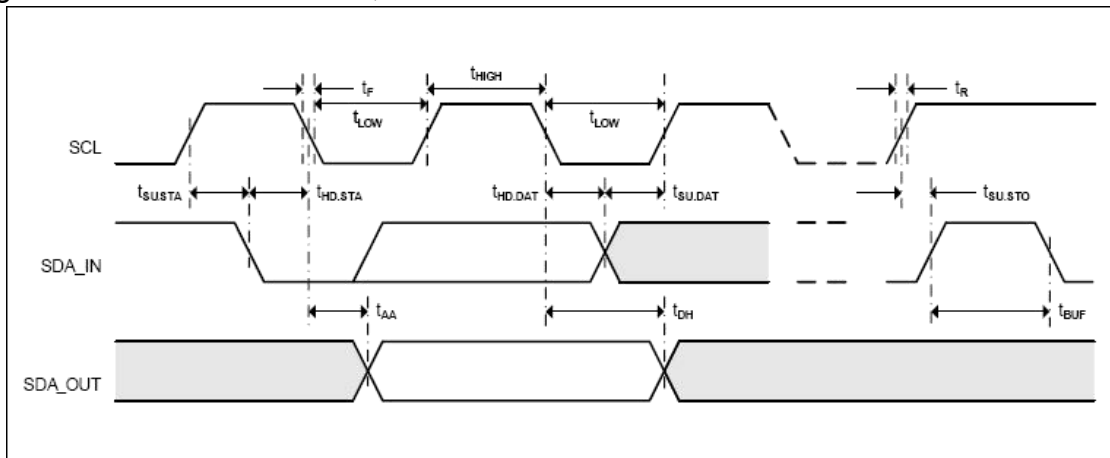 tHIGH
tF
tR
tLOW
tLOW
SCL
tSU.STA
tHD.STA
tHD.DAT
tSU.DAT
tSU.STO
SDA_IN
tAA
tDH
tBUF
SDA_OUT